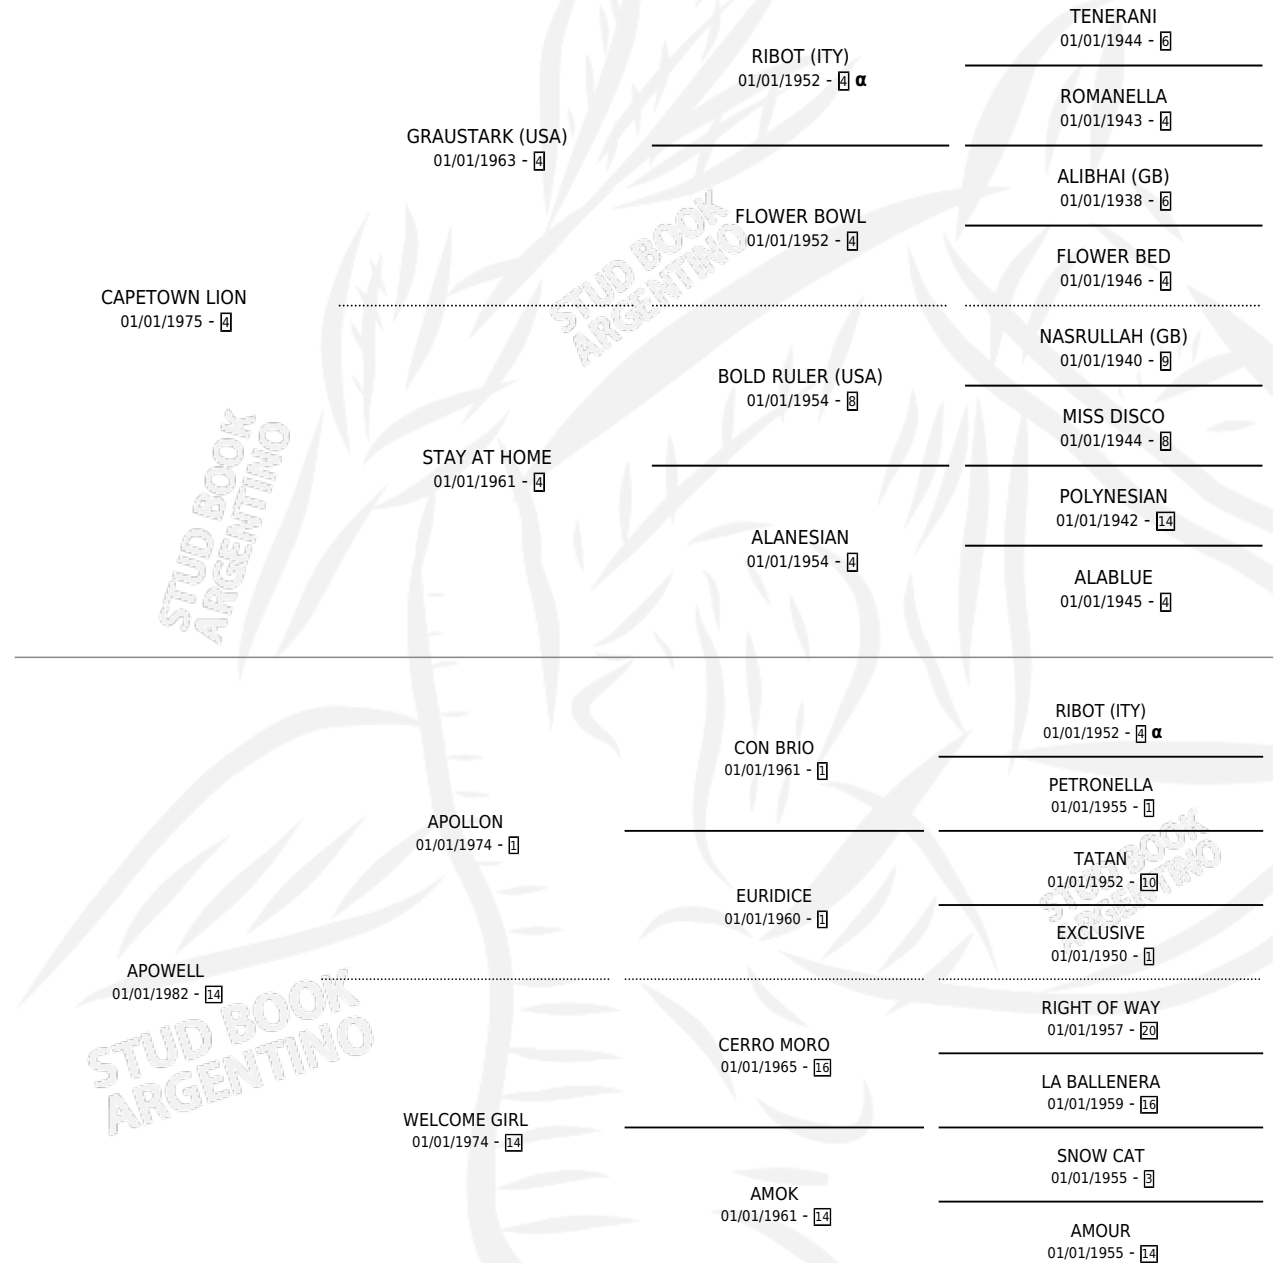 TENERANI
01/01/1944 - 6
RIBOT (ITY)
01/01/1952 - 4 α
ROMANELLA
01/01/1943 - 4
GRAUSTARK (USA)
01/01/1963 - 4
ALIBHAI (GB)
01/01/1938 - 6
FLOWER BOWL
01/01/1952 - 4
FLOWER BED
01/01/1946 - 4
CAPETOWN LION
01/01/1975 - 4
NASRULLAH (GB)
01/01/1940 - 9
BOLD RULER (USA)
01/01/1954 - 8
MISS DISCO
01/01/1944 - 8
STAY AT HOME
01/01/1961 - 4
POLYNESIAN
01/01/1942 - 14
ALANESIAN
01/01/1954 - 4
ALABLUE
01/01/1945 - 4
RIBOT (ITY)
01/01/1952 - 4 α
CON BRIO
01/01/1961 - 1
PETRONELLA
01/01/1955 - 1
APOLLON
01/01/1974 - 1
TATAN
01/01/1952 - 10
EURIDICE
01/01/1960 - 1
EXCLUSIVE
01/01/1950 - 1
APOWELL
01/01/1982 - 14
RIGHT OF WAY
01/01/1957 - 20
CERRO MORO
01/01/1965 - 16
LA BALLENERA
01/01/1959 - 16
WELCOME GIRL
01/01/1974 - 14
SNOW CAT
01/01/1955 - 3
AMOK
01/01/1961 - 14
AMOUR
01/01/1955 - 14
STUD BOOK
ARGENTINO
STUD BOOK
ARGENTINO
STUD BOOK
ARGENTINO
STUD BOOK
ARGENTINO